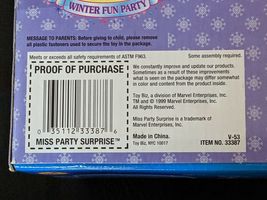 WINTER FUN PARTY
MESSAGE TO PARENTS: Before giving to child, please remove
all plastic fasteners used to secure the toy in the package.
Meets or exceeds all safety requirements of ASTM F963.
Some assembly required.
PROOF OF PURCHASE
0 35112 33387 6
MISS PARTY SURPRISE™
We constantly improve and update our products.
Sometimes as a result of these improvements
what is seen on the package may differ somewhat
in color and content from the product inside.
Toy Biz, a division of Marvel Enterprises, Inc.
TM and © 1999 Marvel Enterprises, Inc.
All Rights Reserved.
Miss Party Surprise is a trademark of
Marvel Enterprises, Inc.
Made in China.
Toy Biz, NYC 10017
V-53
ITEM NO. 33387